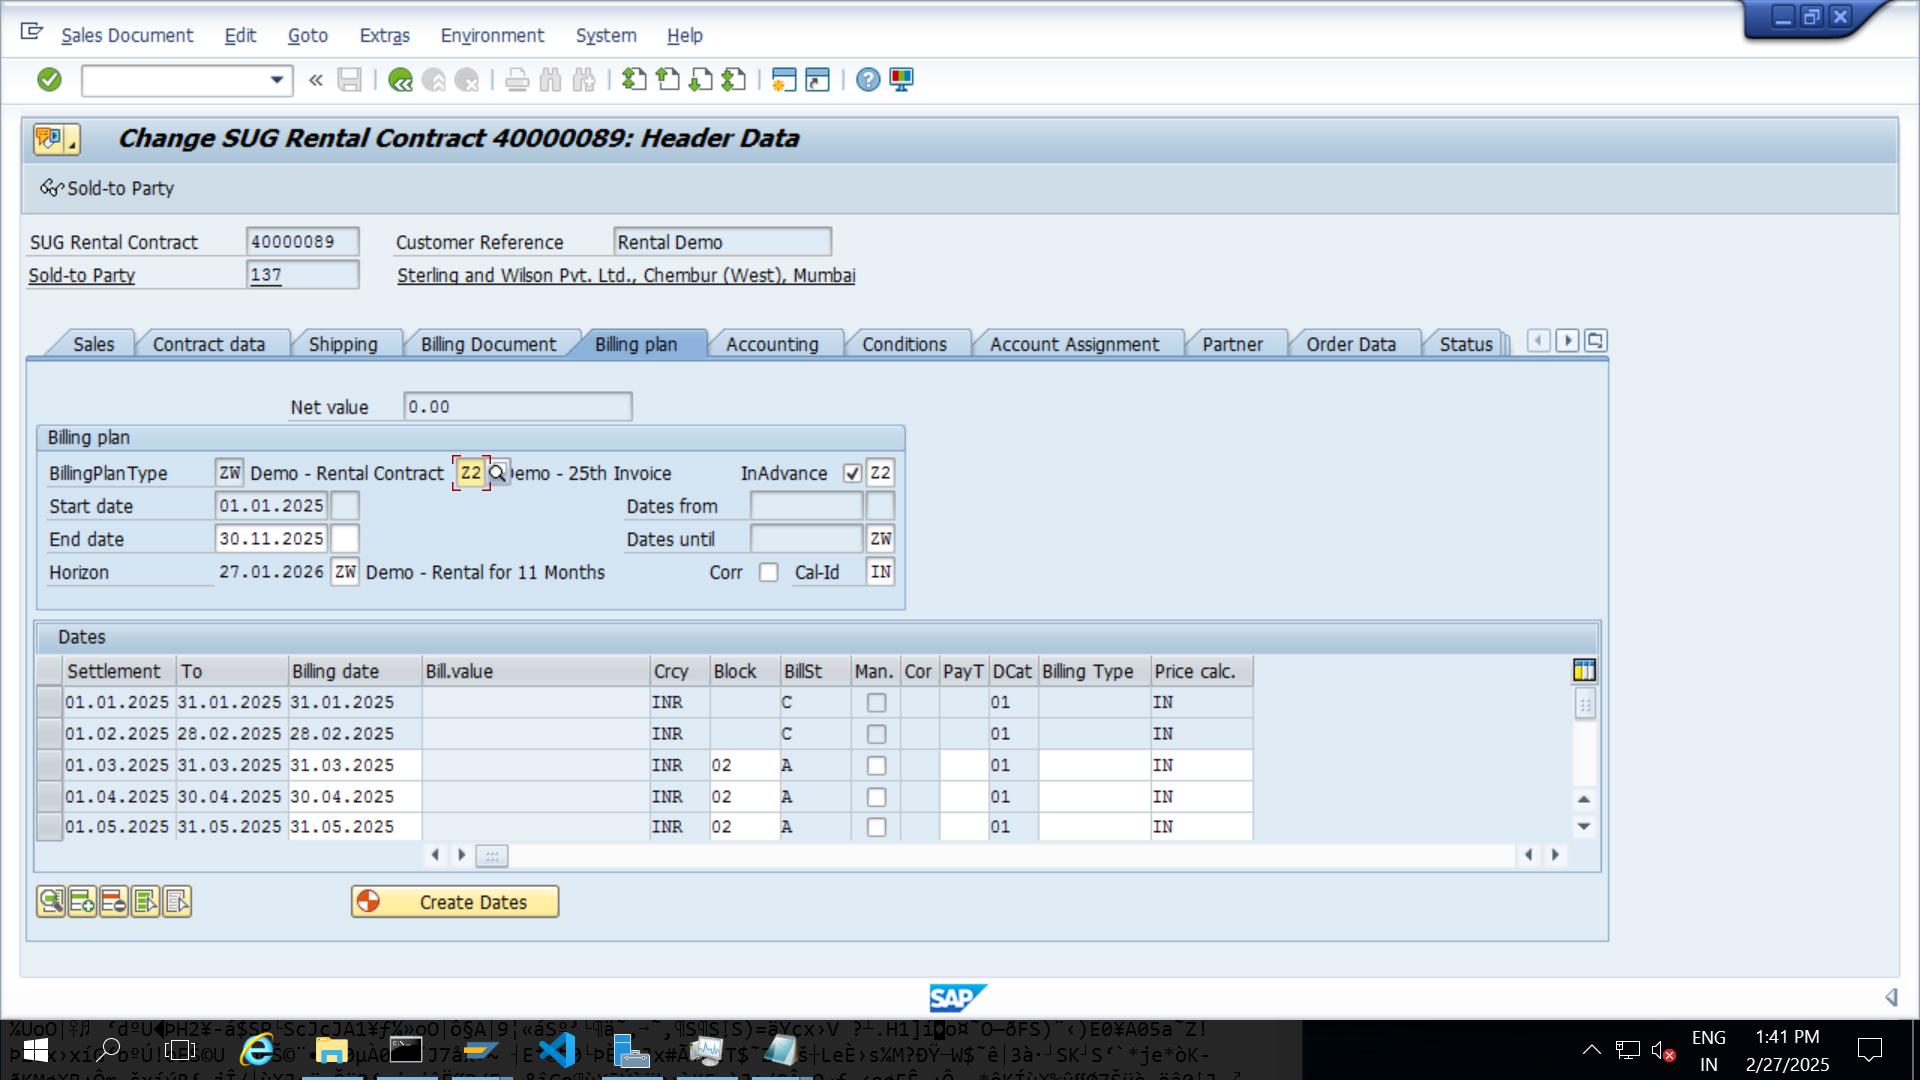 Sales Document Edit Goto Extras Environment System Help
Change SUG Rental Contract 40000089: Header Data
Sold-to Party
SUG Rental Contract 40000089 Customer Reference Rental Demo
Sold-to Party 137 Sterling and Wilson Pvt. Ltd., Chembur (West), Mumbai
Sales Contract data Shipping Billing Document Billing plan Accounting Conditions Account Assignment Partner Order Data Status
Net value 0.00
Billing plan
BillingPlanType ZW Demo - Rental Contract Z2 emo - 25th Invoice InAdvance Z2
Start date 01.01.2025 Dates from
End date 30.11.2025 Dates until ZW
Horizon 27.01.2026 ZW Demo - Rental for 11 Months Corr Cal-Id IN
Dates
Settlement To Billing date Bill.value Crcy Block BillSt Man. Cor PayT DCat Billing Type Price calc.
01.01.2025 31.01.2025 31.01.2025 INR C 01 IN
01.02.2025 28.02.2025 28.02.2025 INR C 01 IN
01.03.2025 31.03.2025 31.03.2025 INR 02 A 01 IN
01.04.2025 30.04.2025 30.04.2025 INR 02 A 01 IN
01.05.2025 31.05.2025 31.05.2025 INR 02 A 01 IN
Create Dates
SAP
ENG 1:41 PM
IN 2/27/2025